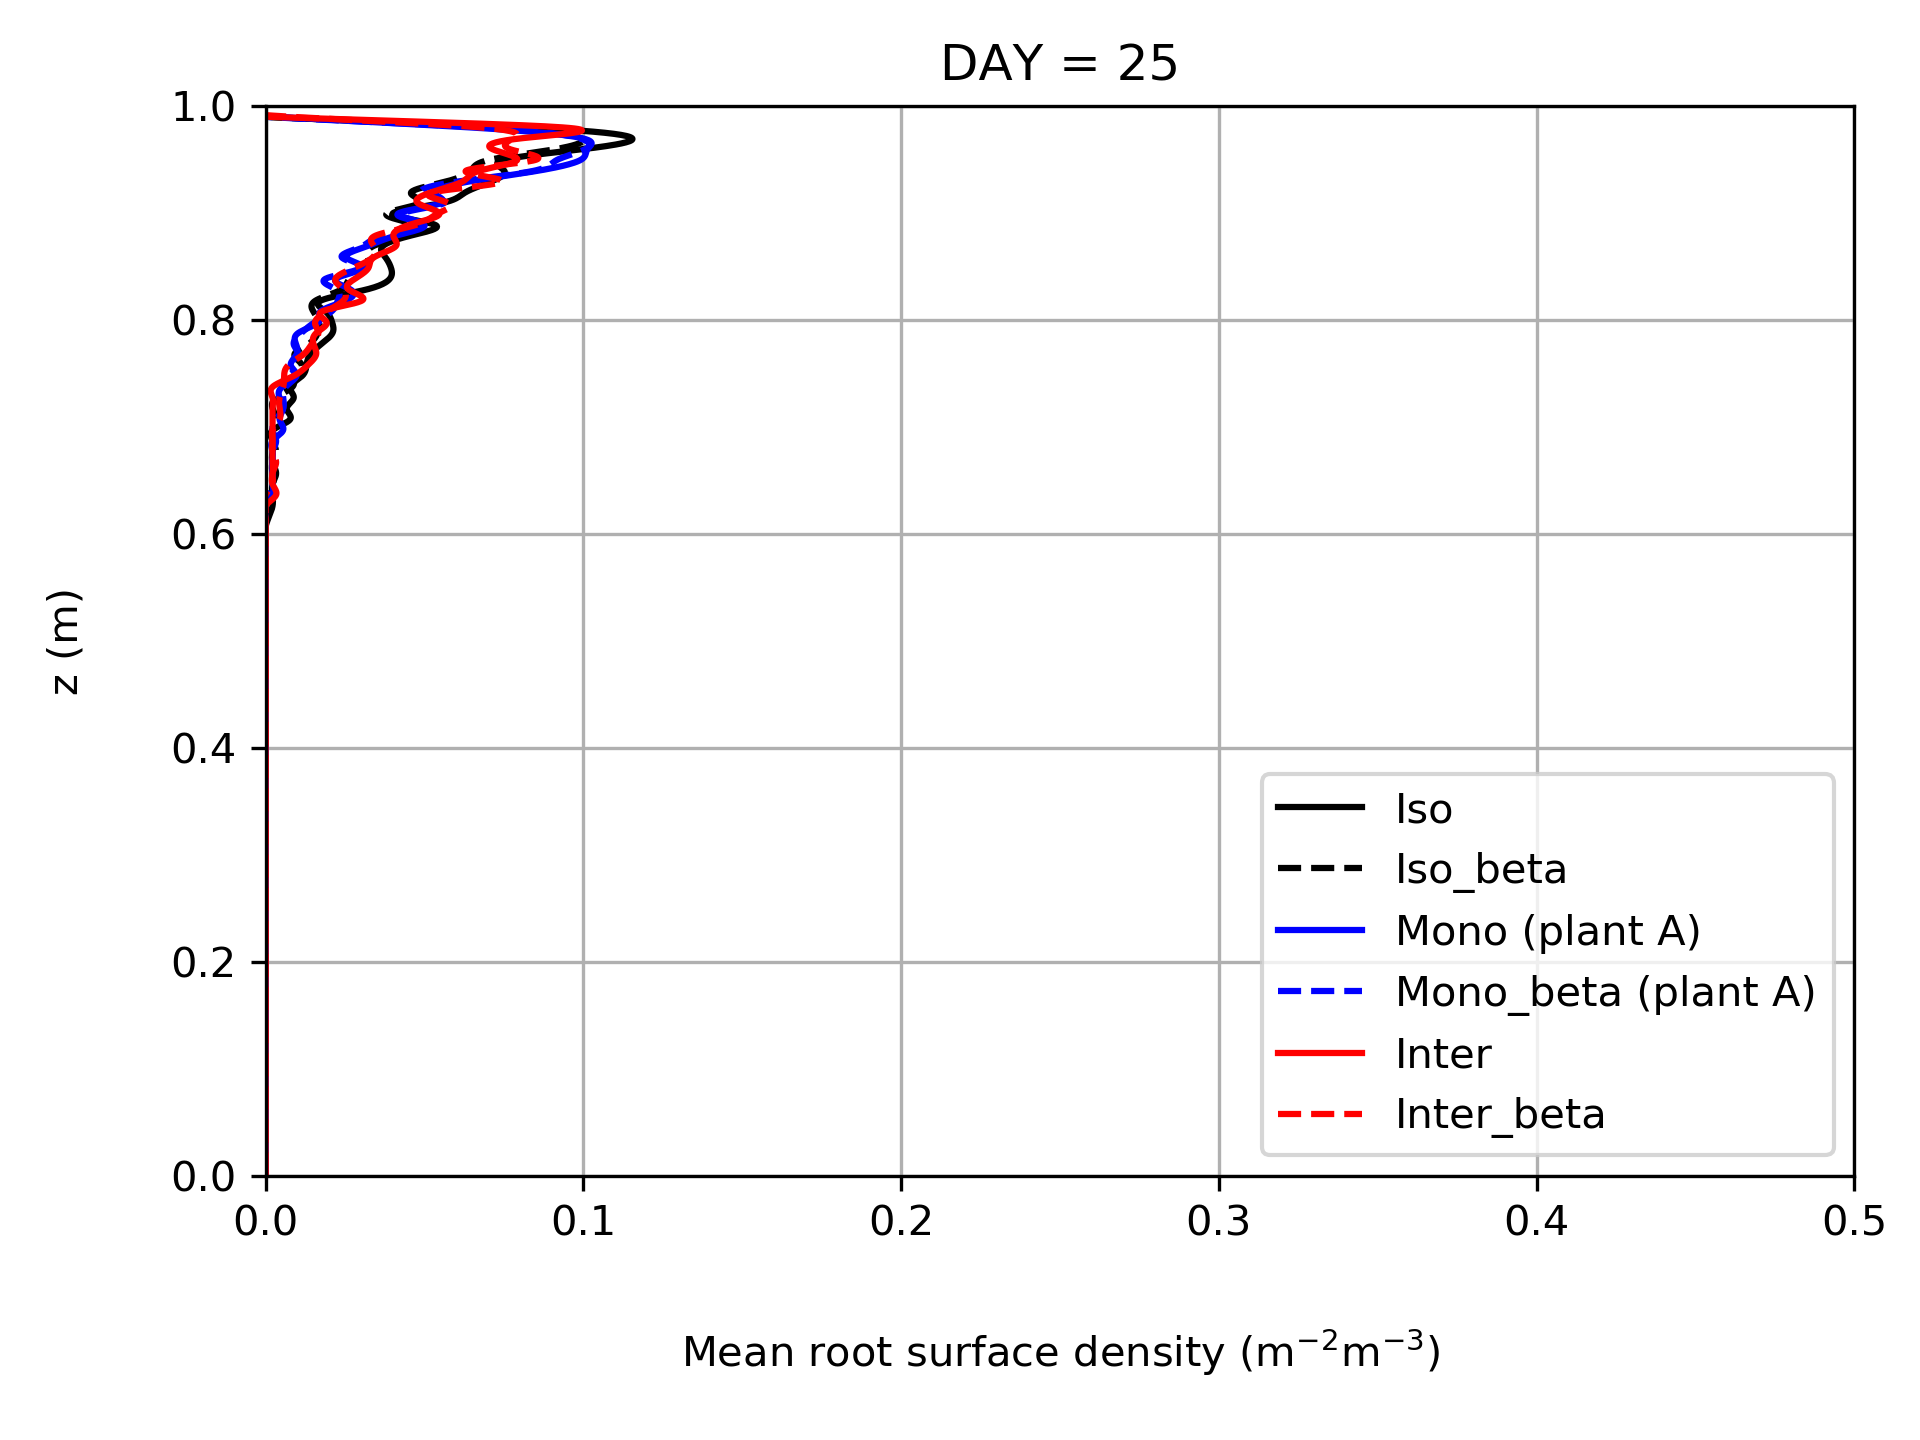 DAY = 25
1.0
0.8
0.6
0.4
0.2
0.0
z (m)
0.0 0.1 0.2 0.3 0.4 0.5
Mean root surface density (m⁻²m⁻³)
Iso
Iso_beta
Mono (plant A)
Mono_beta (plant A)
Inter
Inter_beta